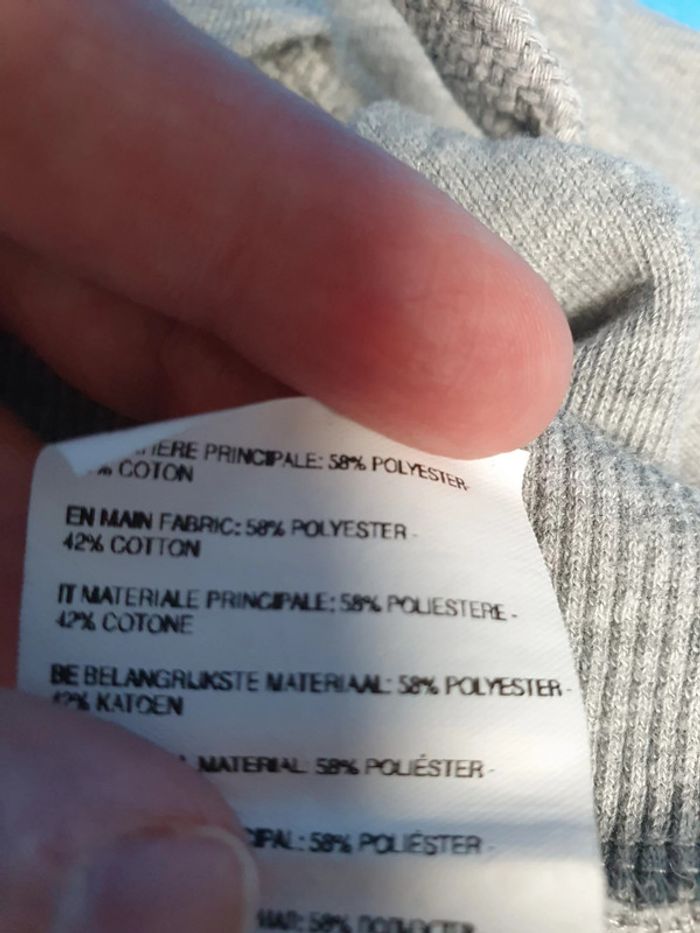 PRINCIPALE: 58% POLYESTER-
% COTON
EN MAIN FABRIC: 58% POLYESTER -
42% COTTON
IT MATERIALE PRINCIPALE: 58% POLIESTERE -
42% COTONE
BE BELANGRIJKSTE MATERIAAL: 58% POLYESTER -
42% KATOEN
MATERIAL: 58% POLIÉSTER -
58% POLIÉSTER -
58%